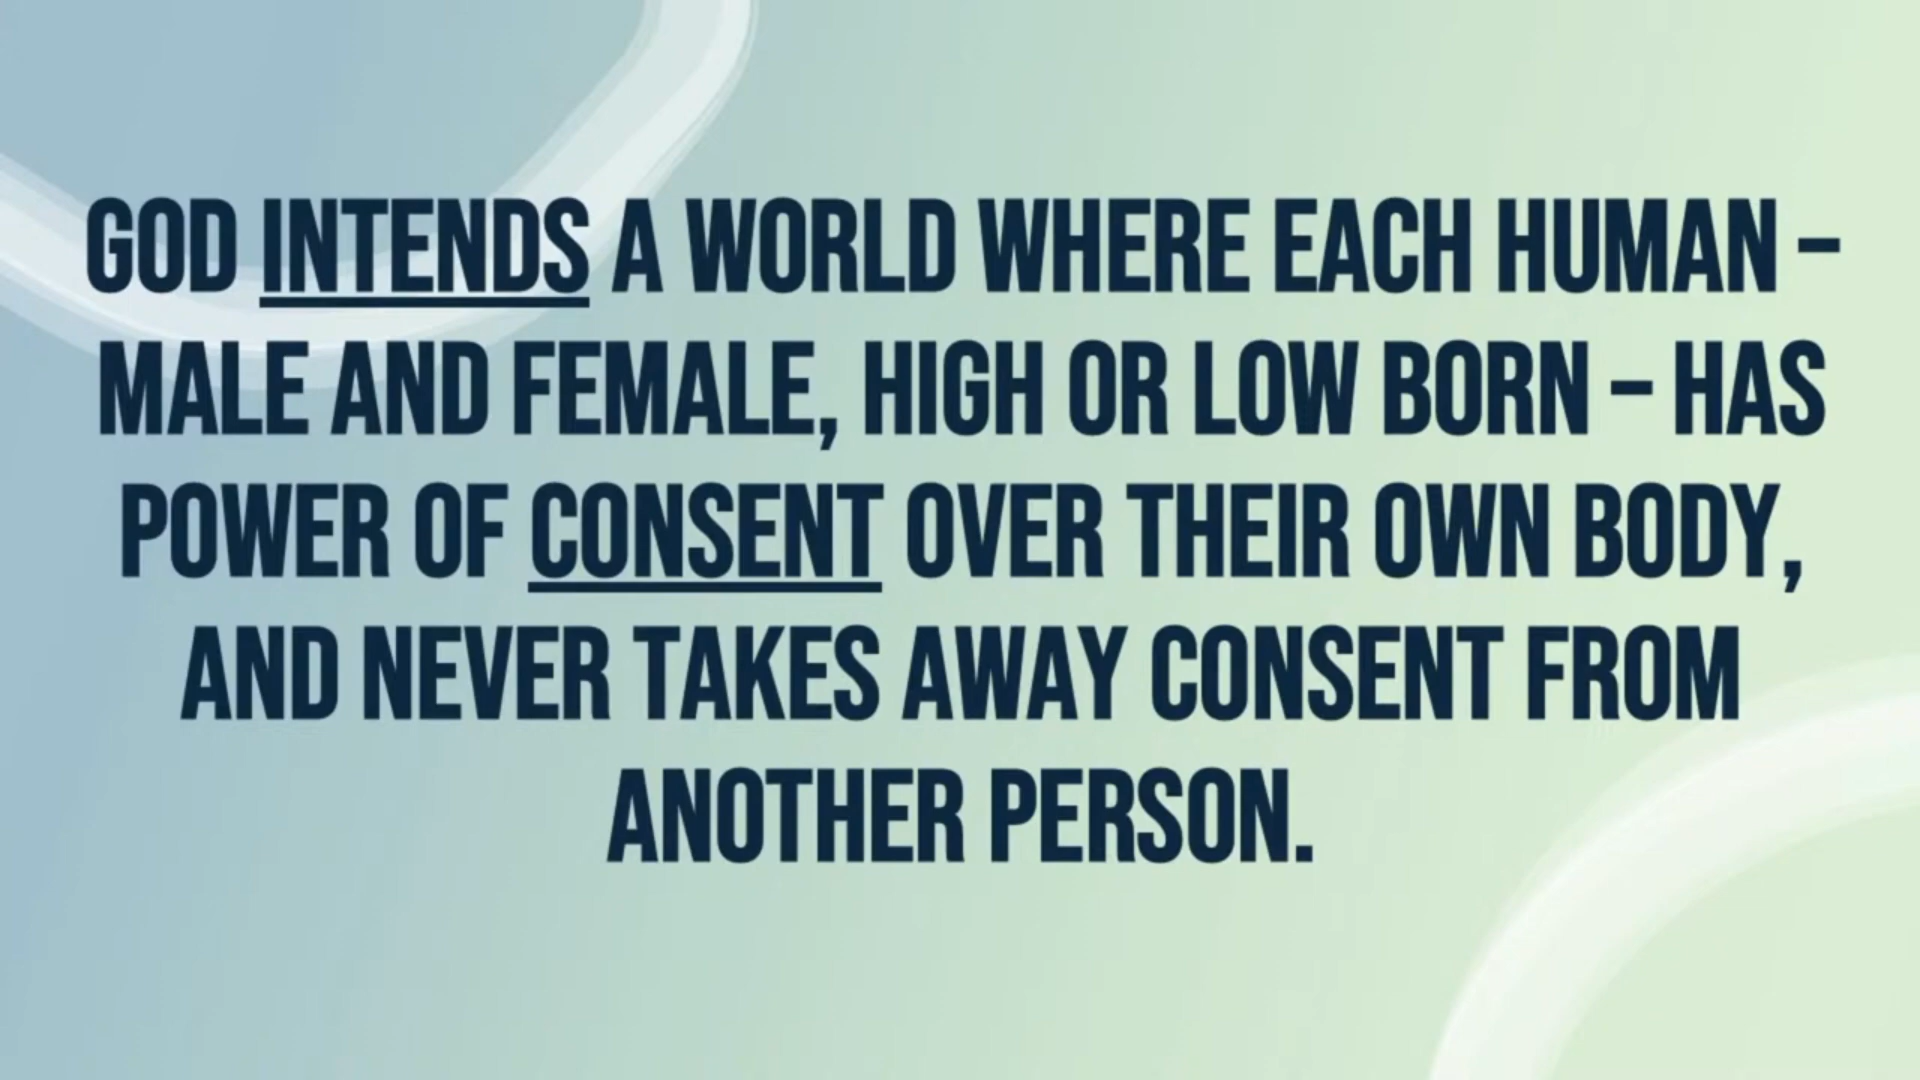 GOD INTENDS A WORLD WHERE EACH HUMAN –
MALE AND FEMALE, HIGH OR LOW BORN – HAS
POWER OF CONSENT OVER THEIR OWN BODY,
AND NEVER TAKES AWAY CONSENT FROM
ANOTHER PERSON.